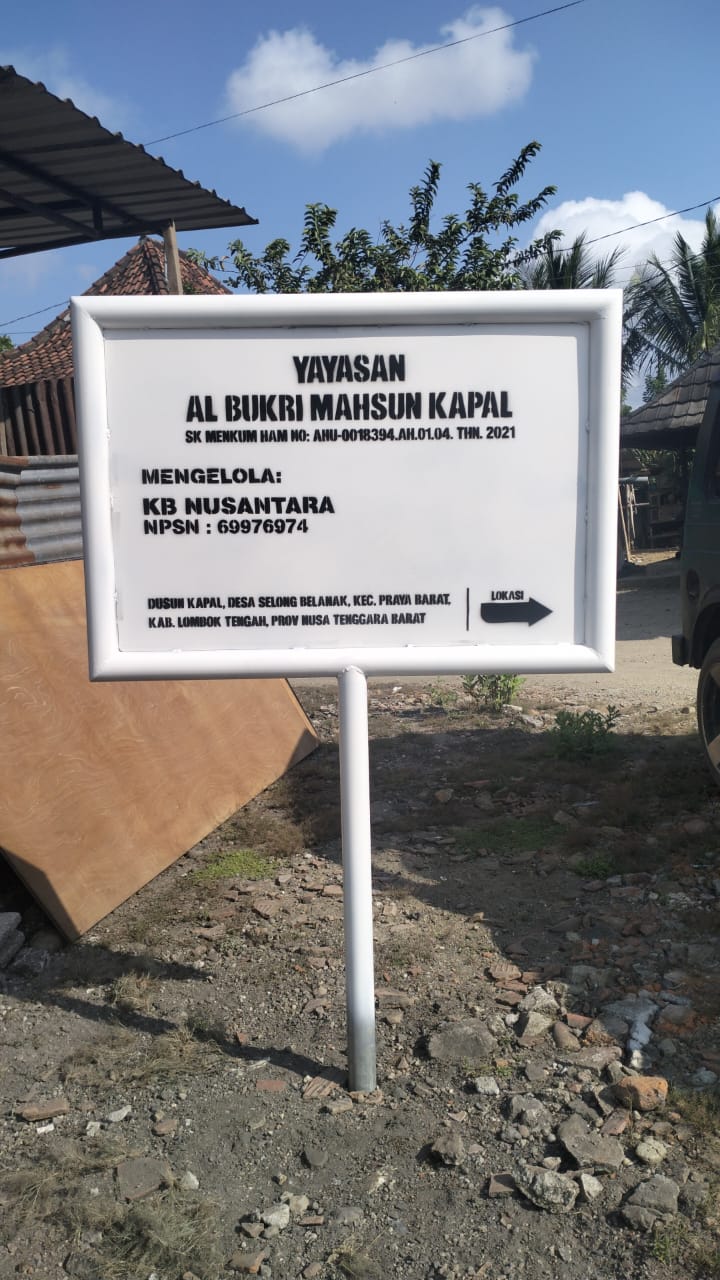 YAYASAN
AL BUKRI MAHSUN KAPAL
SK MENKUM HAM NO: AHU-0018394.AH.01.04. THN. 2021
MENGELOLA:
KB NUSANTARA
NPSN : 69976974
DUSUN KAPAL, DESA SELONG BELANAK, KEC. PRAYA BARAT,
KAB. LOMBOK TENGAH, PROV NUSA TENGGARA BARAT
LOKASI